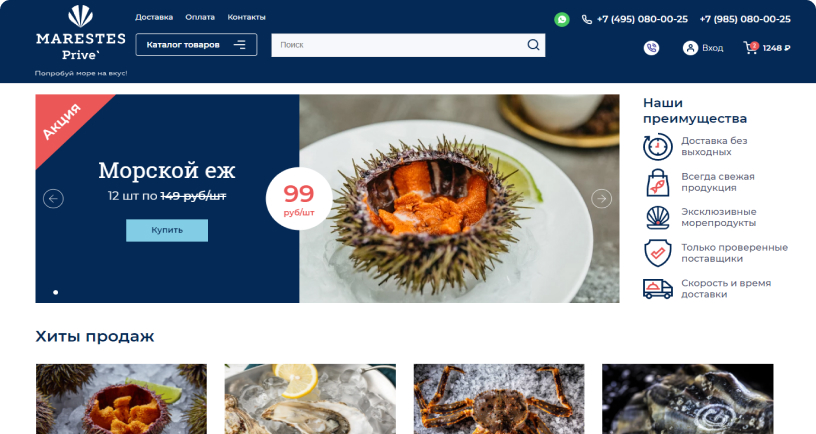 Доставка Оплата Контакты
+7 (495) 080-00-25 +7 (985) 080-00-25
MARESTES
Prive`
Попробуй море на вкус!
Каталог товаров
Поиск
Вход
2
1248 ₽
Акция
Морской еж
12 шт по 149 руб/шт
Купить
99
руб/шт
Наши
преимущества
Доставка без
выходных
Всегда свежая
продукция
Эксклюзивные
морепродукты
Только проверенные
поставщики
Скорость и время
доставки
Хиты продаж